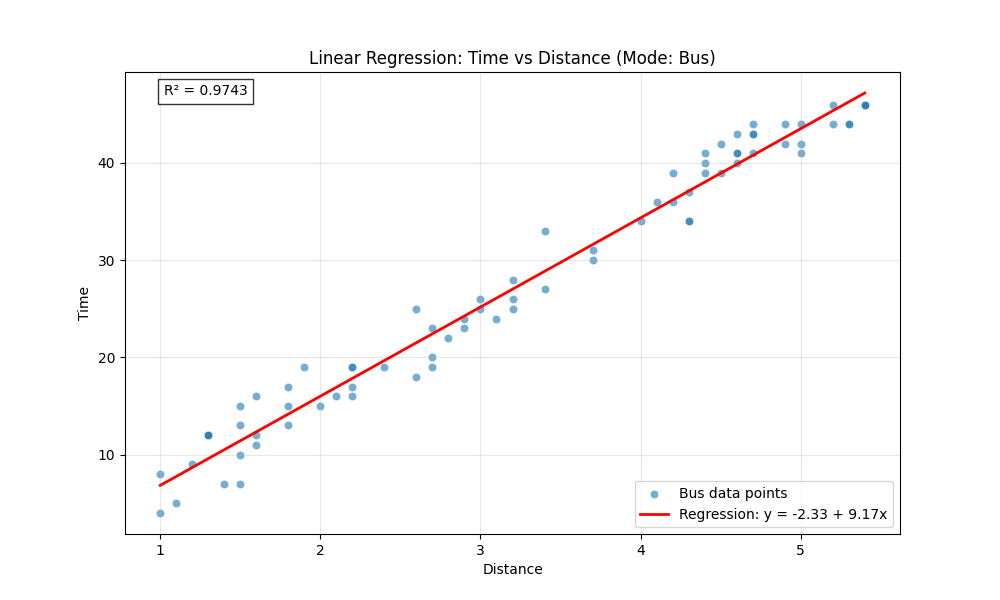 Linear Regression: Time vs Distance (Mode: Bus)
R² = 0.9743
Time
40
30
20
10
1
2
3
4
5
Distance
Bus data points
Regression: y = -2.33 + 9.17x